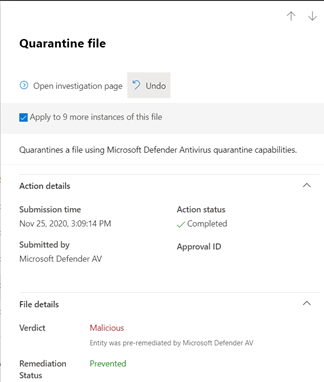 Quarantine file
Open investigation page Undo
Apply to 9 more instances of this file
Quarantines a file using Microsoft Defender Antivirus quarantine capabilities.
Action details
Submission time Action status
Nov 25, 2020, 3:09:14 PM Completed
Submitted by Approval ID
Microsoft Defender AV
File details
Verdict Malicious
Entity was pre-remediated by Microsoft Defender AV
Remediation Prevented
Status